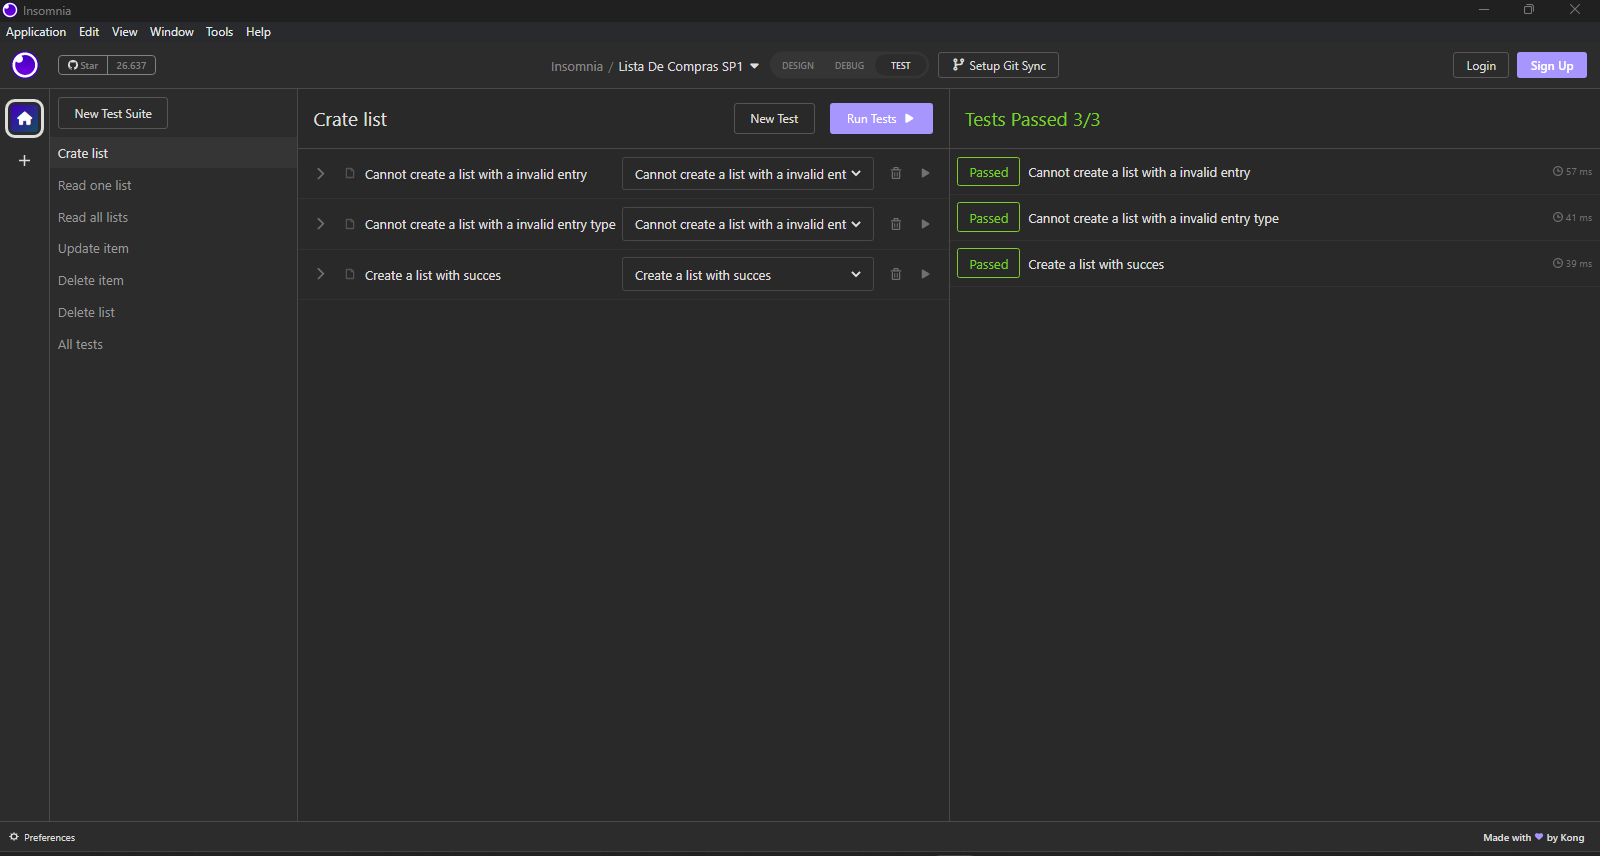 Insomnia
Application Edit View Window Tools Help
Star 26.637
Insomnia / Lista De Compras SP1
DESIGN DEBUG TEST
Setup Git Sync
Login
Sign Up
New Test Suite
Crate list
Read one list
Read all lists
Update item
Delete item
Delete list
All tests
Crate list
New Test
Run Tests
Cannot create a list with a invalid entry
Cannot create a list with a invalid ent
Cannot create a list with a invalid entry type
Cannot create a list with a invalid ent
Create a list with succes
Create a list with succes
Tests Passed 3/3
Passed Cannot create a list with a invalid entry 57 ms
Passed Cannot create a list with a invalid entry type 41 ms
Passed Create a list with succes 39 ms
Preferences
Made with ♥ by Kong